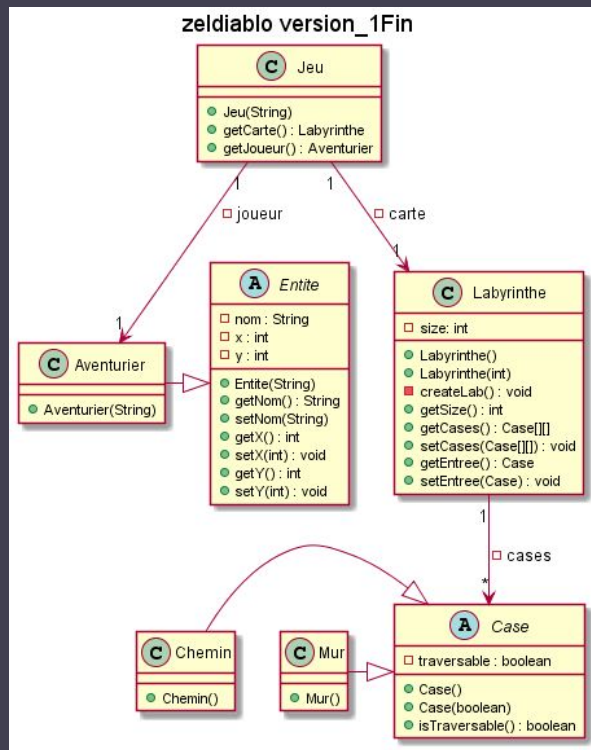 zeldiablo version_1Fin
C Jeu
Jeu(String)
getCarte() : Labyrinthe
getJoueur() : Aventurier
1
1
joueur
carte
1
1
A Entite
nom : String
x : int
y : int
Entite(String)
getNom() : String
setNom(String)
getX() : int
setX(int) : void
getY() : int
setY(int) : void
C Aventurier
Aventurier(String)
C Labyrinthe
size: int
Labyrinthe()
Labyrinthe(int)
createLab() : void
getSize() : int
getCases() : Case[][]
setCases(Case[][]) : void
getEntree() : Case
setEntree(Case) : void
1
cases
*
C Chemin
Chemin()
C Mur
Mur()
A Case
traversable : boolean
Case()
Case(boolean)
isTraversable() : boolean